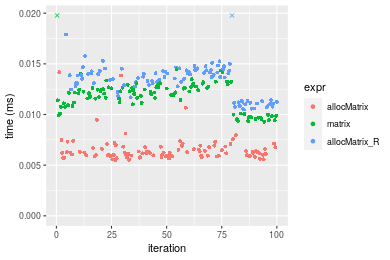 0.020
0.015
0.010
0.005
0.000
time (ms)
0
25
50
75
100
iteration
expr
allocMatrix
matrix
allocMatrix_R